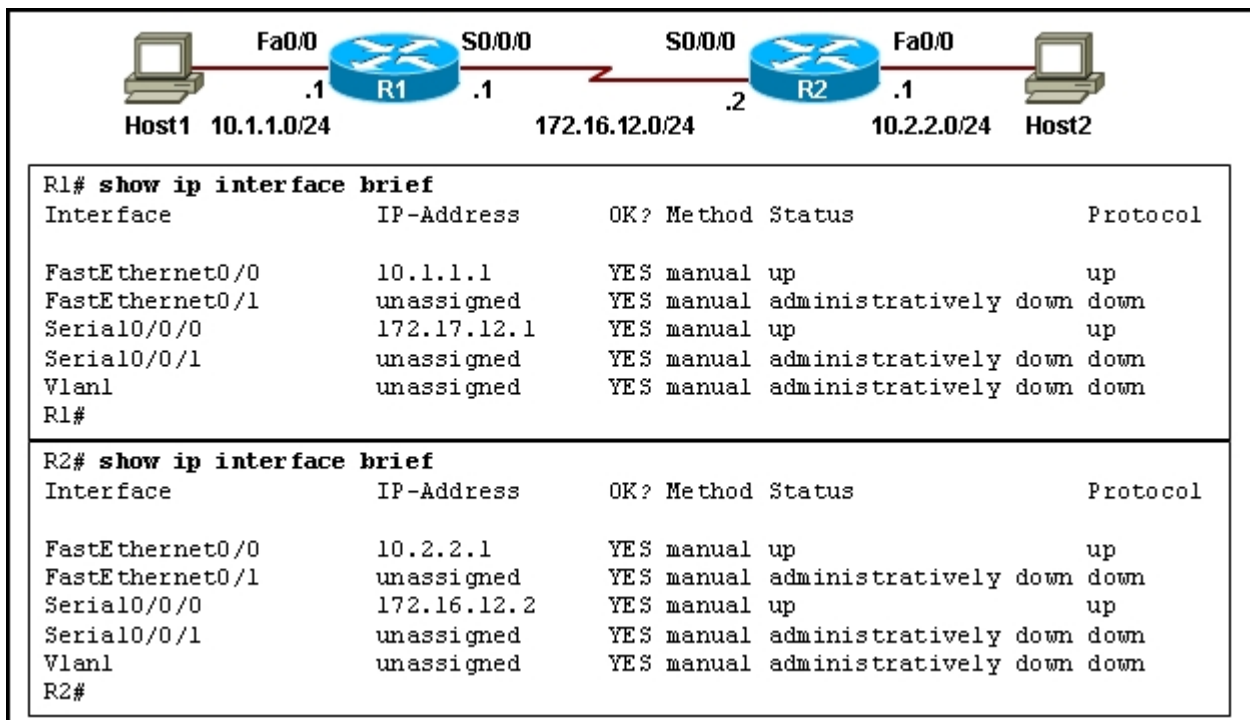 Fa0/0 S0/0/0 S0/0/0 Fa0/0
R1 R2
.1 .1 .2 .1
Host1 10.1.1.0/24 172.16.12.0/24 10.2.2.0/24 Host2
R1# show ip interface brief
Interface IP-Address OK? Method Status Protocol
FastEthernet0/0 10.1.1.1 YES manual up up
FastEthernet0/1 unassigned YES manual administratively down down
Serial0/0/0 172.17.12.1 YES manual up up
Serial0/0/1 unassigned YES manual administratively down down
Vlan1 unassigned YES manual administratively down down
R1#
R2# show ip interface brief
Interface IP-Address OK? Method Status Protocol
FastEthernet0/0 10.2.2.1 YES manual up up
FastEthernet0/1 unassigned YES manual administratively down down
Serial0/0/0 172.16.12.2 YES manual up up
Serial0/0/1 unassigned YES manual administratively down down
Vlan1 unassigned YES manual administratively down down
R2#